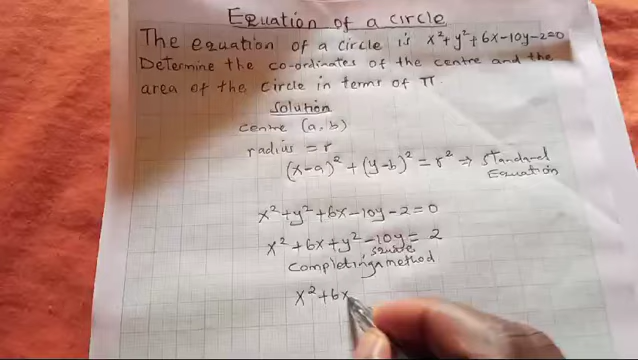 Equation of a circle
The equation of a circle is x²+y²+6x-10y-2=0
Determine the co-ordinates of the centre and the
area of the circle in terms of π.
Solution
centre (a, b)
radius = r
(x-a)² + (y-b)² = r² → standard
Equation
x²+y²+6x-10y-2=0
x²+6x+y²-10y=2
square
completing method
x²+6x